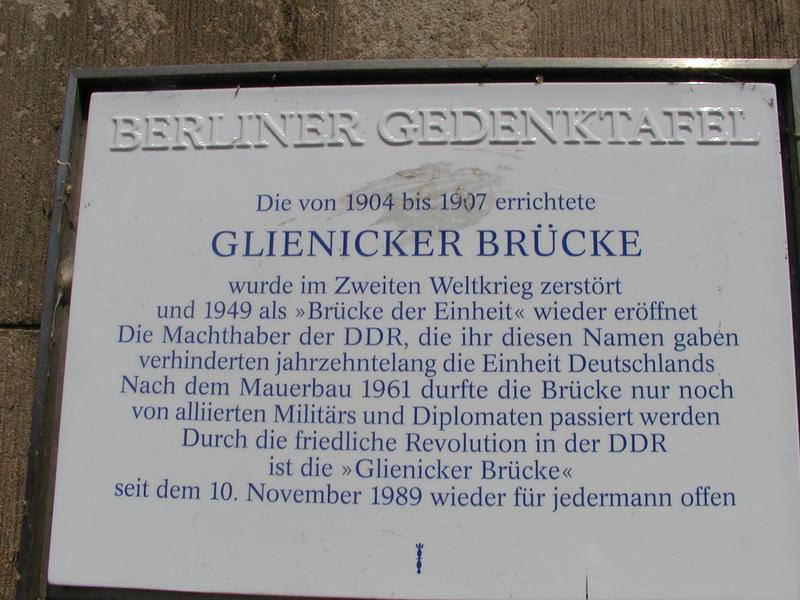 BERLINER GEDENKTAFEL
Die von 1904 bis 1907 errichtete
GLIENICKER BRÜCKE
wurde im Zweiten Weltkrieg zerstört
und 1949 als »Brücke der Einheit« wieder eröffnet
Die Machthaber der DDR, die ihr diesen Namen gaben
verhinderten jahrzehntelang die Einheit Deutschlands
Nach dem Mauerbau 1961 durfte die Brücke nur noch
von alliierten Militärs und Diplomaten passiert werden
Durch die friedliche Revolution in der DDR
ist die »Glienicker Brücke«
seit dem 10. November 1989 wieder für jedermann offen